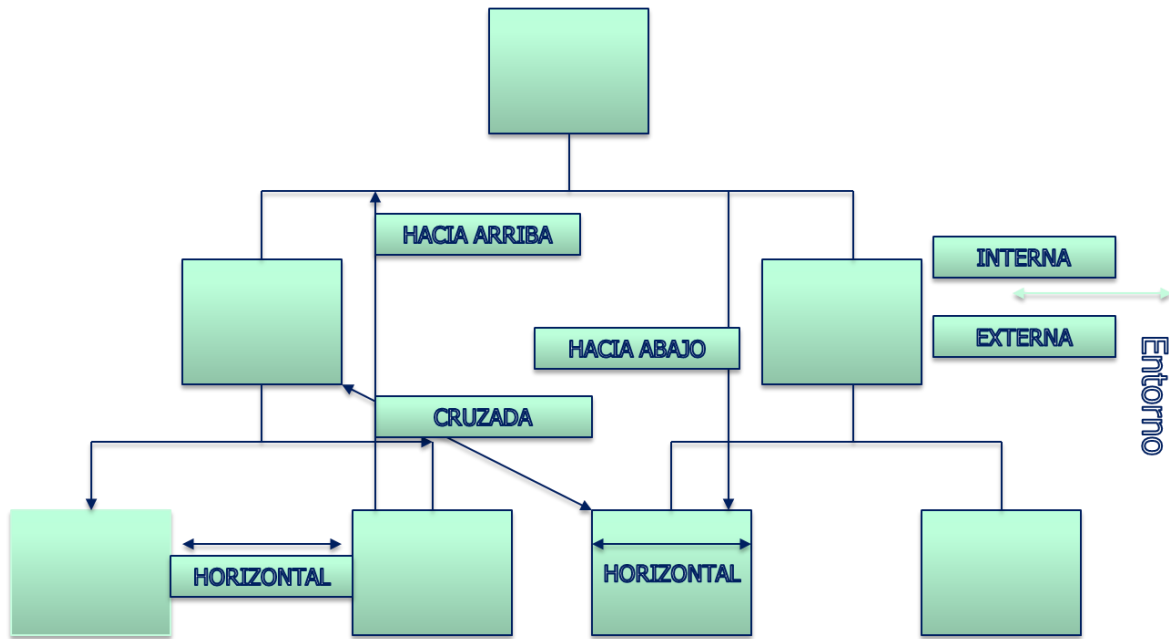 HACIA ARRIBA
INTERNA
HACIA ABAJO
EXTERNA
Entorno
CRUZADA
HORIZONTAL
HORIZONTAL